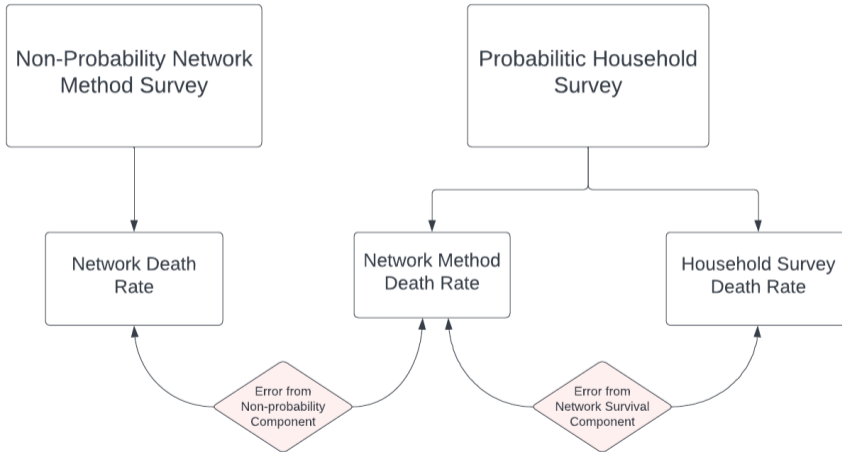 Non-Probability Network
Method Survey
Probabilitic Household
Survey
Network Death
Rate
Network Method
Death Rate
Household Survey
Death Rate
Error from
Non-probability
Component
Error from
Network Survival
Component